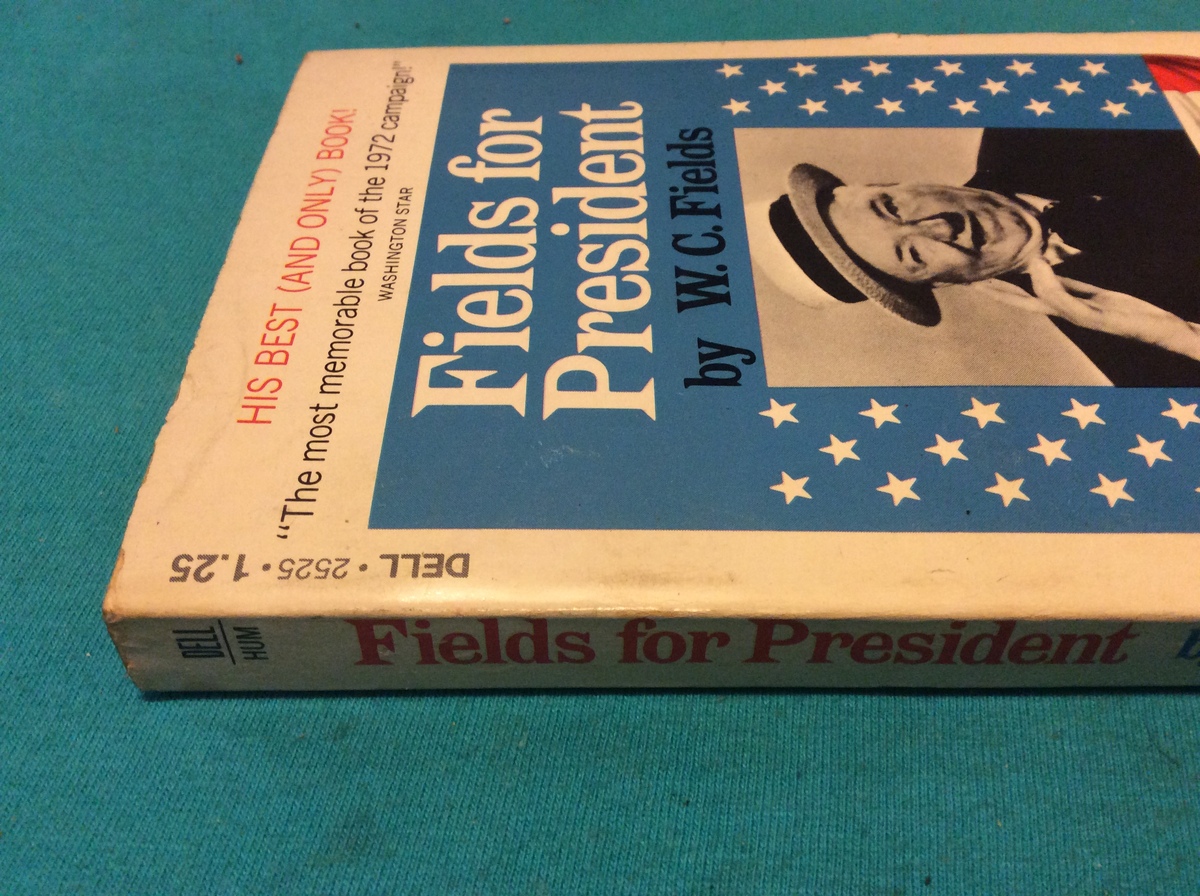 HIS BEST (AND ONLY) BOOK!
"The most memorable book of the 1972 campaign!"
WASHINGTON STAR
Fields for
President
by W. C. Fields
DELL • 2525 • 1.25
DELL
HUM
Fields for President